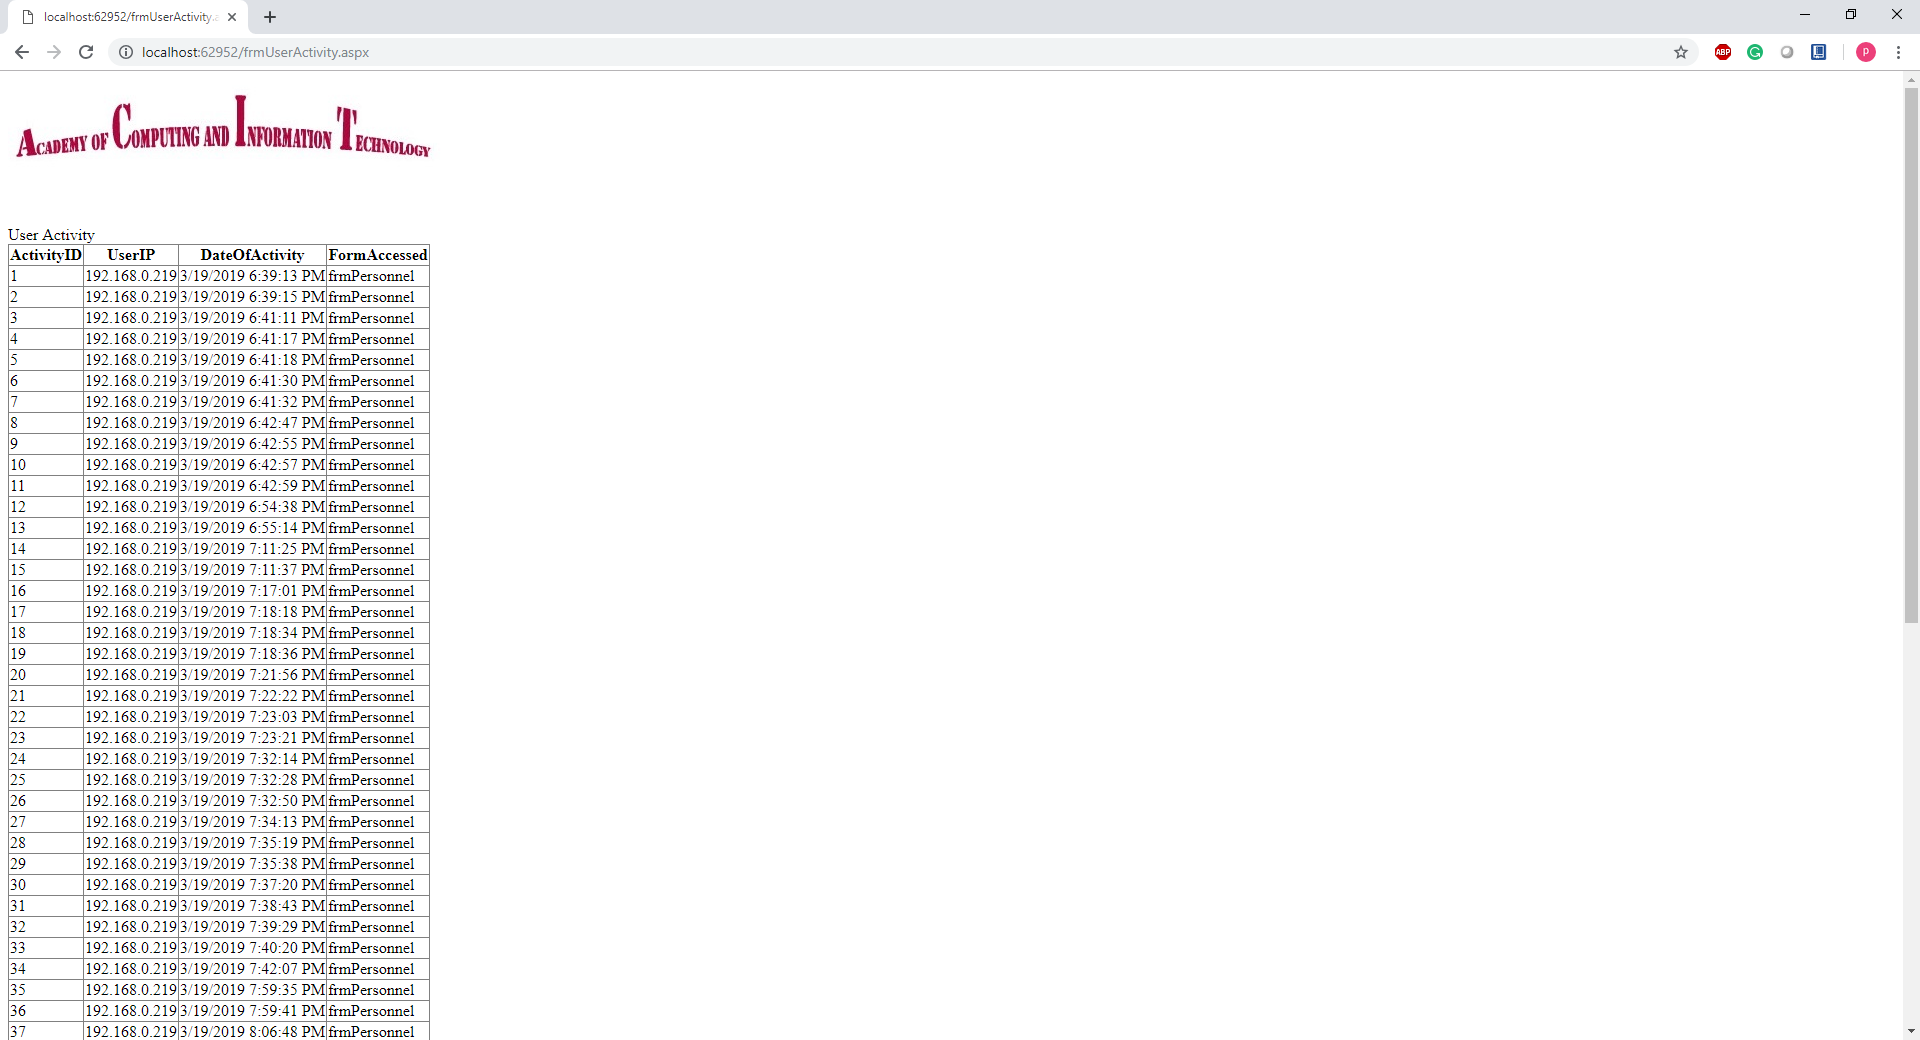 localhost:62952/frmUserActivity.a
localhost:62952/frmUserActivity.aspx
ABP
P
ACADEMY OF COMPUTING AND INFORMATION TECHNOLOGY
User Activity
ActivityID UserIP DateOfActivity FormAccessed
1 192.168.0.219 3/19/2019 6:39:13 PM frmPersonnel
2 192.168.0.219 3/19/2019 6:39:15 PM frmPersonnel
3 192.168.0.219 3/19/2019 6:41:11 PM frmPersonnel
4 192.168.0.219 3/19/2019 6:41:17 PM frmPersonnel
5 192.168.0.219 3/19/2019 6:41:18 PM frmPersonnel
6 192.168.0.219 3/19/2019 6:41:30 PM frmPersonnel
7 192.168.0.219 3/19/2019 6:41:32 PM frmPersonnel
8 192.168.0.219 3/19/2019 6:42:47 PM frmPersonnel
9 192.168.0.219 3/19/2019 6:42:55 PM frmPersonnel
10 192.168.0.219 3/19/2019 6:42:57 PM frmPersonnel
11 192.168.0.219 3/19/2019 6:42:59 PM frmPersonnel
12 192.168.0.219 3/19/2019 6:54:38 PM frmPersonnel
13 192.168.0.219 3/19/2019 6:55:14 PM frmPersonnel
14 192.168.0.219 3/19/2019 7:11:25 PM frmPersonnel
15 192.168.0.219 3/19/2019 7:11:37 PM frmPersonnel
16 192.168.0.219 3/19/2019 7:17:01 PM frmPersonnel
17 192.168.0.219 3/19/2019 7:18:18 PM frmPersonnel
18 192.168.0.219 3/19/2019 7:18:34 PM frmPersonnel
19 192.168.0.219 3/19/2019 7:18:36 PM frmPersonnel
20 192.168.0.219 3/19/2019 7:21:56 PM frmPersonnel
21 192.168.0.219 3/19/2019 7:22:22 PM frmPersonnel
22 192.168.0.219 3/19/2019 7:23:03 PM frmPersonnel
23 192.168.0.219 3/19/2019 7:23:21 PM frmPersonnel
24 192.168.0.219 3/19/2019 7:32:14 PM frmPersonnel
25 192.168.0.219 3/19/2019 7:32:28 PM frmPersonnel
26 192.168.0.219 3/19/2019 7:32:50 PM frmPersonnel
27 192.168.0.219 3/19/2019 7:34:13 PM frmPersonnel
28 192.168.0.219 3/19/2019 7:35:19 PM frmPersonnel
29 192.168.0.219 3/19/2019 7:35:38 PM frmPersonnel
30 192.168.0.219 3/19/2019 7:37:20 PM frmPersonnel
31 192.168.0.219 3/19/2019 7:38:43 PM frmPersonnel
32 192.168.0.219 3/19/2019 7:39:29 PM frmPersonnel
33 192.168.0.219 3/19/2019 7:40:20 PM frmPersonnel
34 192.168.0.219 3/19/2019 7:42:07 PM frmPersonnel
35 192.168.0.219 3/19/2019 7:59:35 PM frmPersonnel
36 192.168.0.219 3/19/2019 7:59:41 PM frmPersonnel
37 192.168.0.219 3/19/2019 8:06:48 PM frmPersonnel